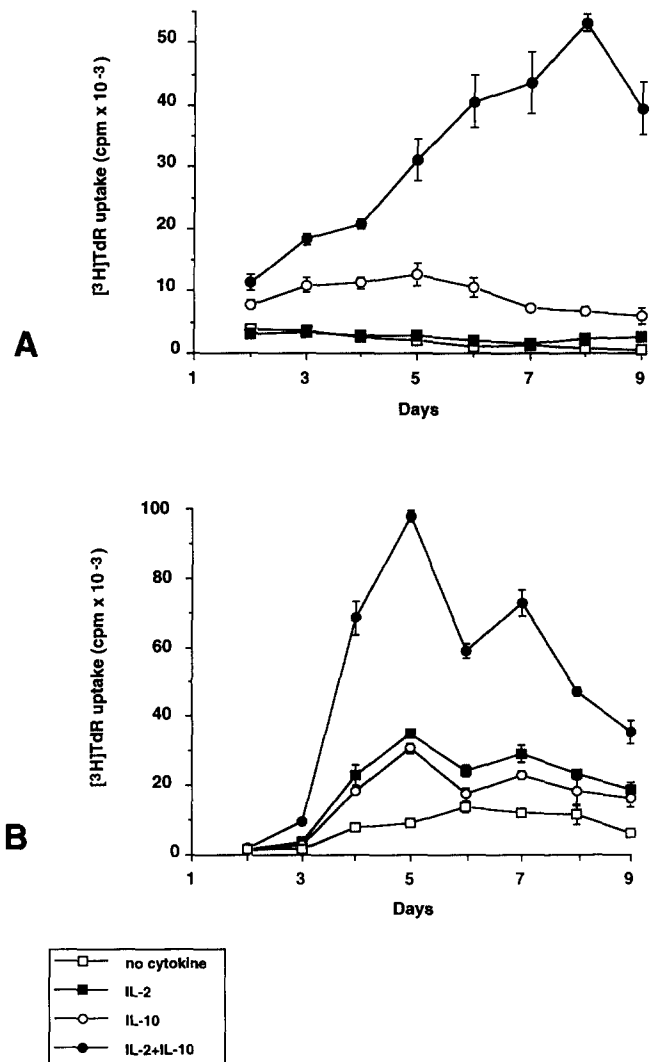 50
40
30
20
10
0
[3H]TdR uptake (cpm x 10-3)
A
1 3 5 7 9
Days
100
80
60
40
20
0
[3H]TdR uptake (cpm x 10-3)
B
1 3 5 7 9
Days
no cytokine
IL-2
IL-10
IL-2+IL-10